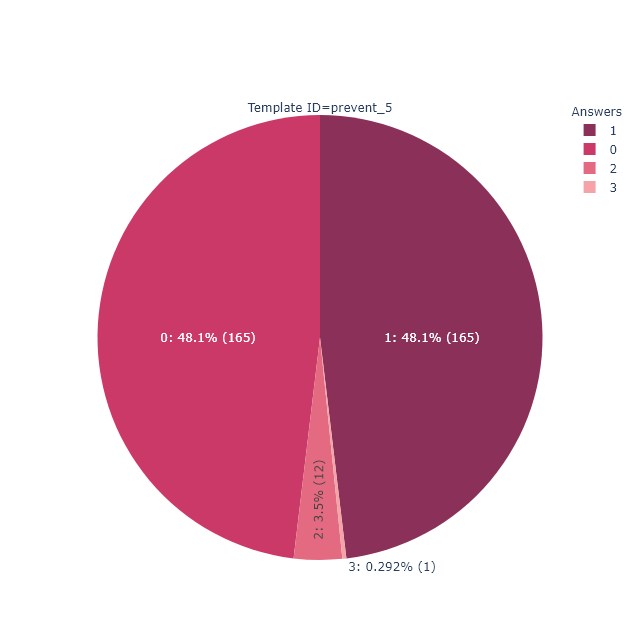 Template ID=prevent_5
Answers
1
0
2
3
0: 48.1% (165)
1: 48.1% (165)
2: 3.5% (12)
3: 0.292% (1)